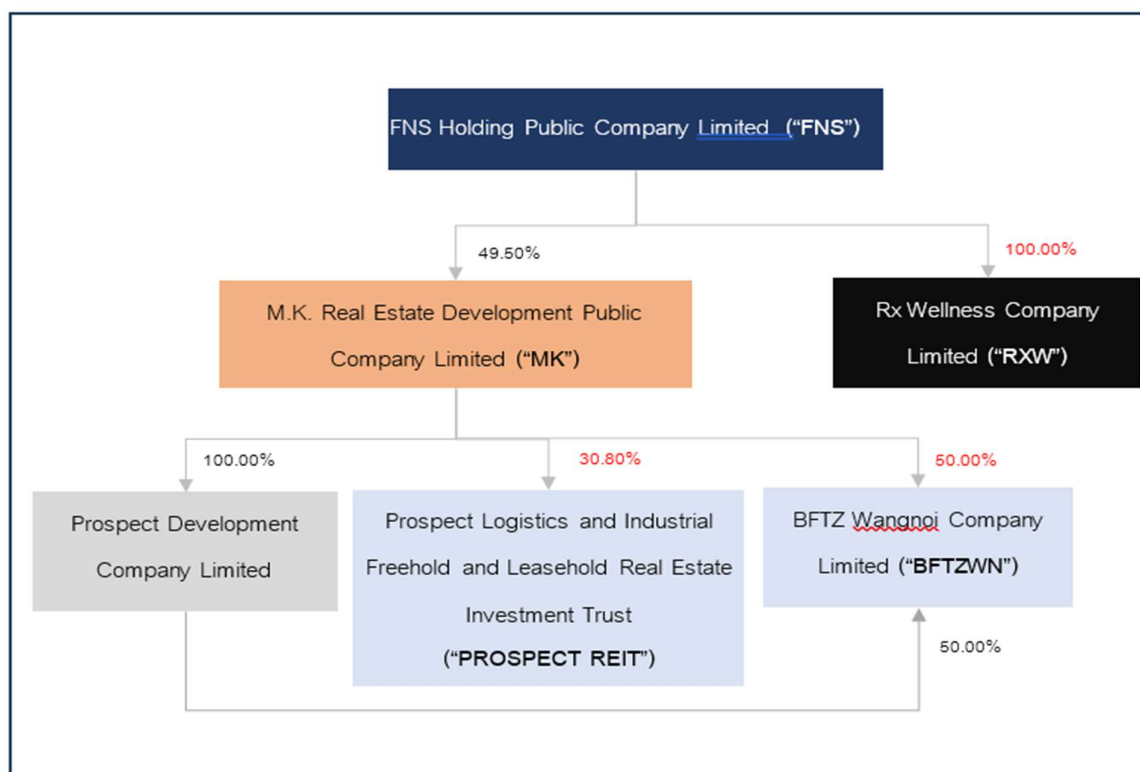 FNS Holding Public Company Limited (“FNS”)
49.50%
100.00%
M.K. Real Estate Development Public
Company Limited (“MK”)
Rx Wellness Company
Limited (“RXW”)
100.00%
30.80%
50.00%
Prospect Development
Company Limited
Prospect Logistics and Industrial
Freehold and Leasehold Real Estate
Investment Trust
(“PROSPECT REIT”)
BFTZ Wangnoi Company
Limited (“BFTZWN”)
50.00%